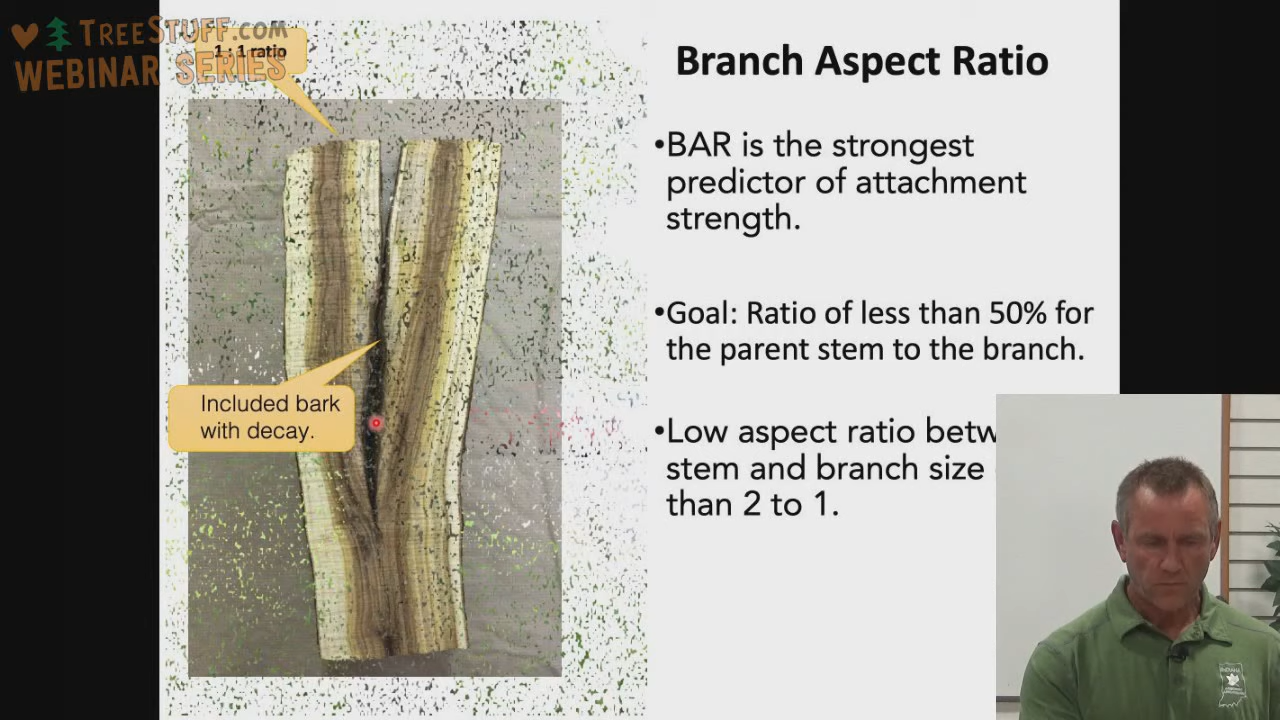 TREESTUFF.COM
WEBINAR SERIES
1 : 1 ratio
Branch Aspect Ratio
•BAR is the strongest
predictor of attachment
strength.
•Goal: Ratio of less than 50% for
the parent stem to the branch.
•Low aspect ratio betw
stem and branch size
than 2 to 1.
Included bark
with decay.
INDIANA